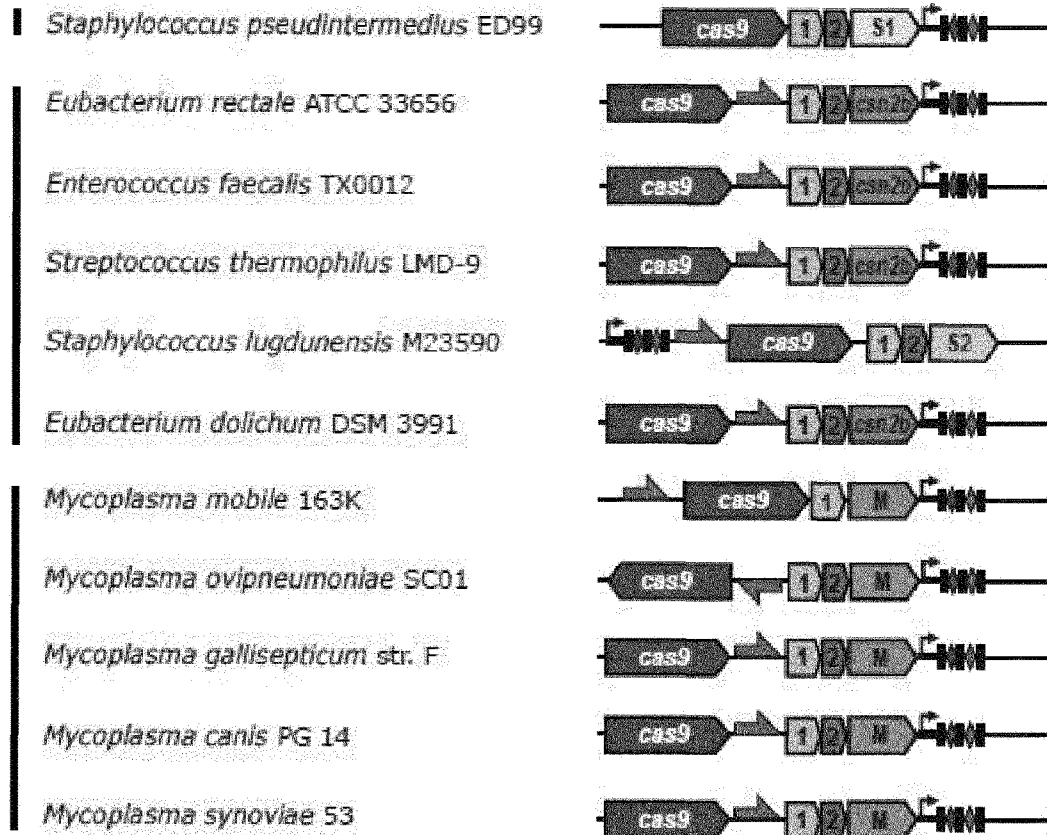 Staphylococcus pseudintermedius ED99 cas9 1 2 S1
Eubacterium rectale ATCC 33656 cas9 1 2 csn2b
Enterococcus faecalis TX0012 cas9 1 2 csn2b
Streptococcus thermophilus LMD-9 cas9 1 2 csn2b
Staphylococcus lugdunensis M23590 cas9 1 2 S2
Eubacterium dolichum DSM 3991 cas9 1 2 csn2b
Mycoplasma mobile 163K cas9 1 M
Mycoplasma ovipneumoniae SC01 cas9 1 2 M
Mycoplasma gallisepticum str. F cas9 1 2 M
Mycoplasma canis PG 14 cas9 1 2 M
Mycoplasma synoviae 53 cas9 1 2 M